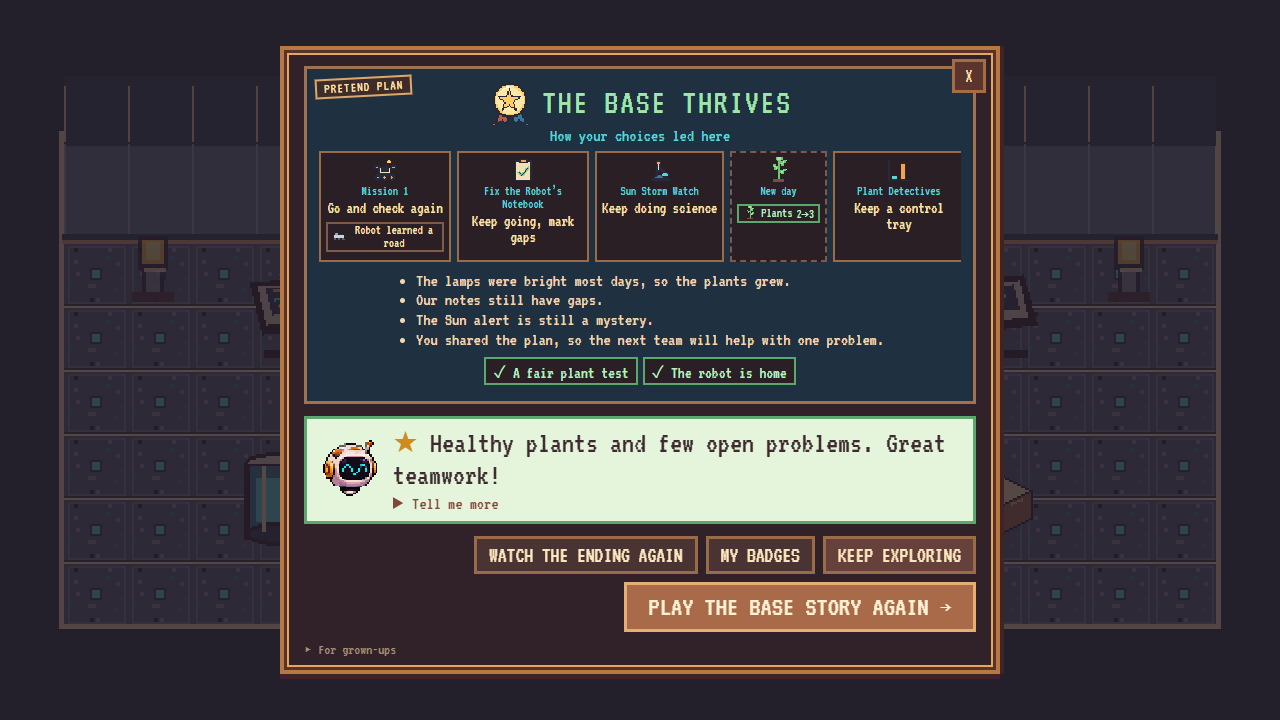 PRETEND PLAN
X
THE BASE THRIVES
How your choices led here
Mission 1
Go and check again
Robot learned a
road
Fix the Robot's
Notebook
Keep going, mark
gaps
Sun Storm Watch
Keep doing science
New day
Plants 2→3
Plant Detectives
Keep a control
tray
• The lamps were bright most days, so the plants grew.
• Our notes still have gaps.
• The Sun alert is still a mystery.
• You shared the plan, so the next team will help with one problem.
✓ A fair plant test
✓ The robot is home
★ Healthy plants and few open problems. Great
teamwork!
▶ Tell me more
WATCH THE ENDING AGAIN
MY BADGES
KEEP EXPLORING
PLAY THE BASE STORY AGAIN →
▶ For grown-ups